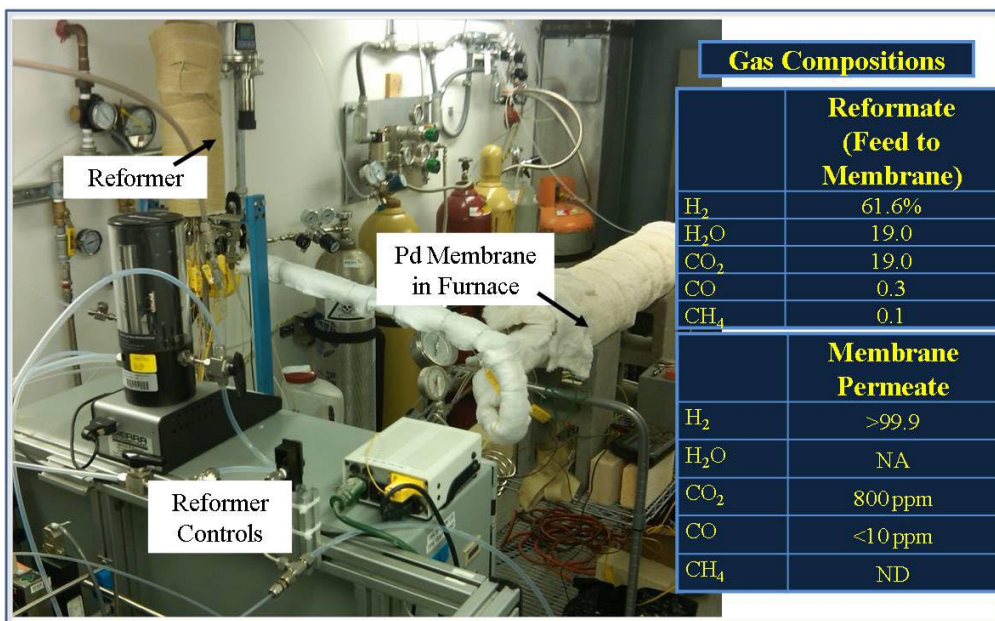 Gas Compositions
Reformate
(Feed to
Membrane)
H₂ 61.6%
H₂O 19.0
CO₂ 19.0
CO 0.3
CH₄ 0.1
Membrane
Permeate
H₂ >99.9
H₂O NA
CO₂ 800 ppm
CO <10 ppm
CH₄ ND
Reformer
Pd Membrane
in Furnace
Reformer
Controls
SIERRA